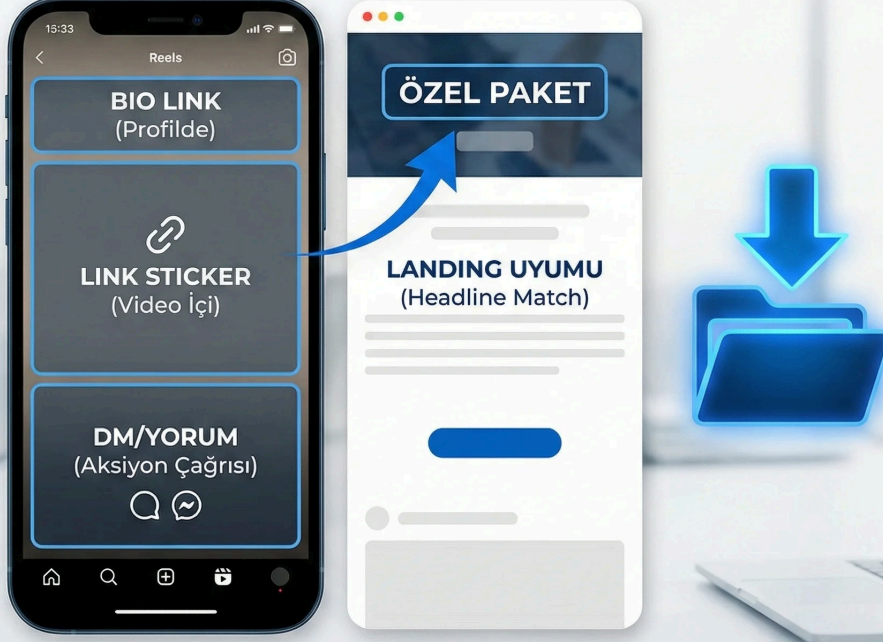 15:33
Reels
BIO LINK
(Profilde)
LINK STICKER
(Video İçi)
DM/YORUM
(Aksiyon Çağrısı)
ÖZEL PAKET
LANDING UYUMU
(Headline Match)